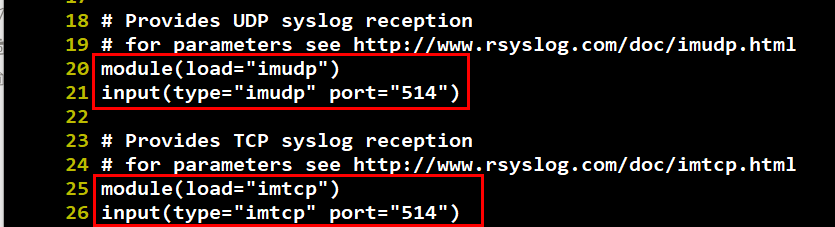 18 # Provides UDP syslog reception
19 # for parameters see http://www.rsyslog.com/doc/imudp.html
20 module(load="imudp")
21 input(type="imudp" port="514")
22
23 # Provides TCP syslog reception
24 # for parameters see http://www.rsyslog.com/doc/imtcp.html
25 module(load="imtcp")
26 input(type="imtcp" port="514")